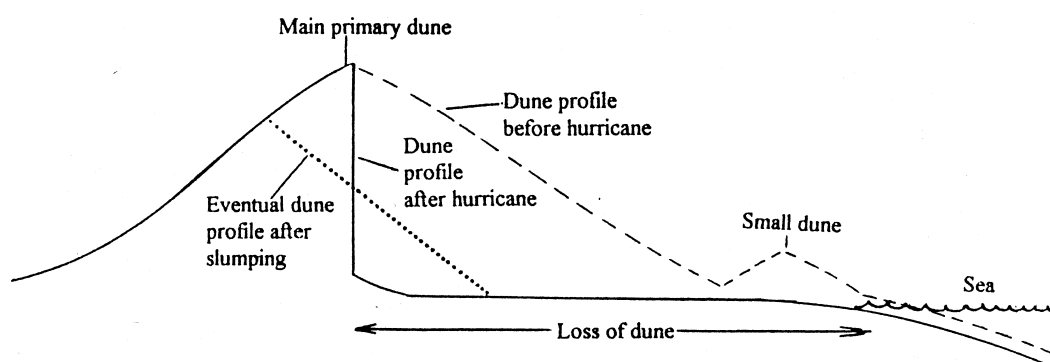 Main primary dune
Dune profile
before hurricane
Dune
profile
after hurricane
Eventual dune
profile after
slumping
Small dune
Sea
Loss of dune